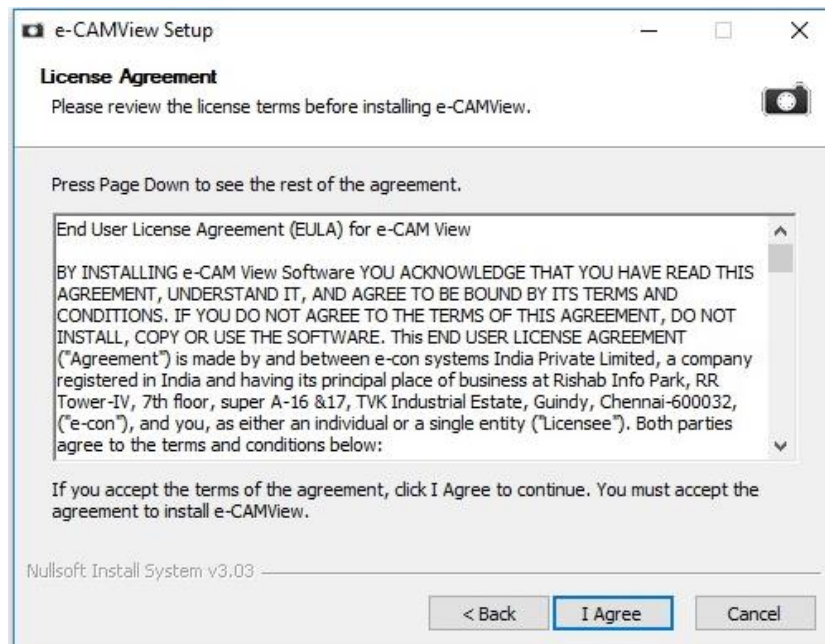 e-CAMView Setup
License Agreement
Please review the license terms before installing e-CAMView.
Press Page Down to see the rest of the agreement.
End User License Agreement (EULA) for e-CAM View
BY INSTALLING e-CAM View Software YOU ACKNOWLEDGE THAT YOU HAVE READ THIS
AGREEMENT, UNDERSTAND IT, AND AGREE TO BE BOUND BY ITS TERMS AND
CONDITIONS. IF YOU DO NOT AGREE TO THE TERMS OF THIS AGREEMENT, DO NOT
INSTALL, COPY OR USE THE SOFTWARE. This END USER LICENSE AGREEMENT
("Agreement") is made by and between e-con systems India Private Limited, a company
registered in India and having its principal place of business at Rishab Info Park, RR
Tower-IV, 7th floor, super A-16 &17, TVK Industrial Estate, Guindy, Chennai-600032,
("e-con"), and you, as either an individual or a single entity ("Licensee"). Both parties
agree to the terms and conditions below:
If you accept the terms of the agreement, click I Agree to continue. You must accept the
agreement to install e-CAMView.
Nullsoft Install System v3.03
< Back I Agree Cancel